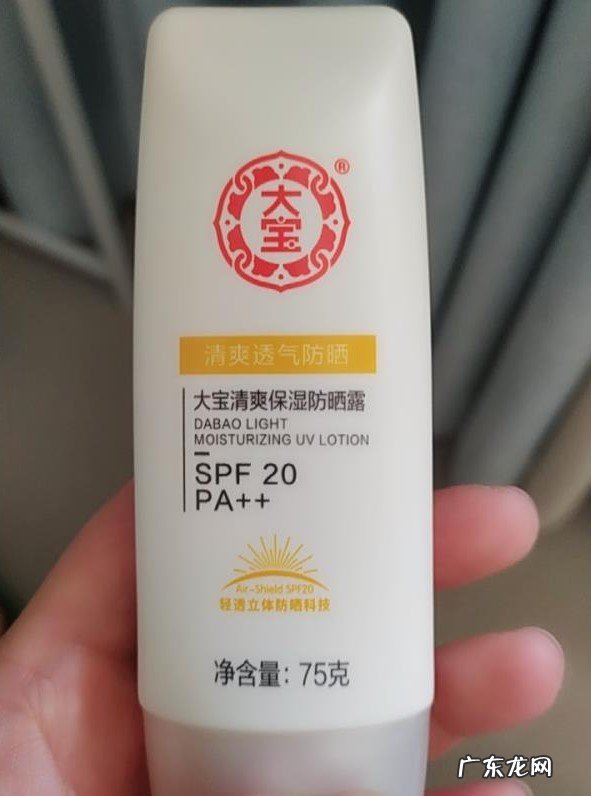 大宝®
清爽透气防晒
大宝清爽保湿防晒露
DABAO LIGHT
MOISTURIZING UV LOTION
SPF 20
PA++
Air-Shield SPF20
轻透立体防晒科技
净含量：75克
广东龙网